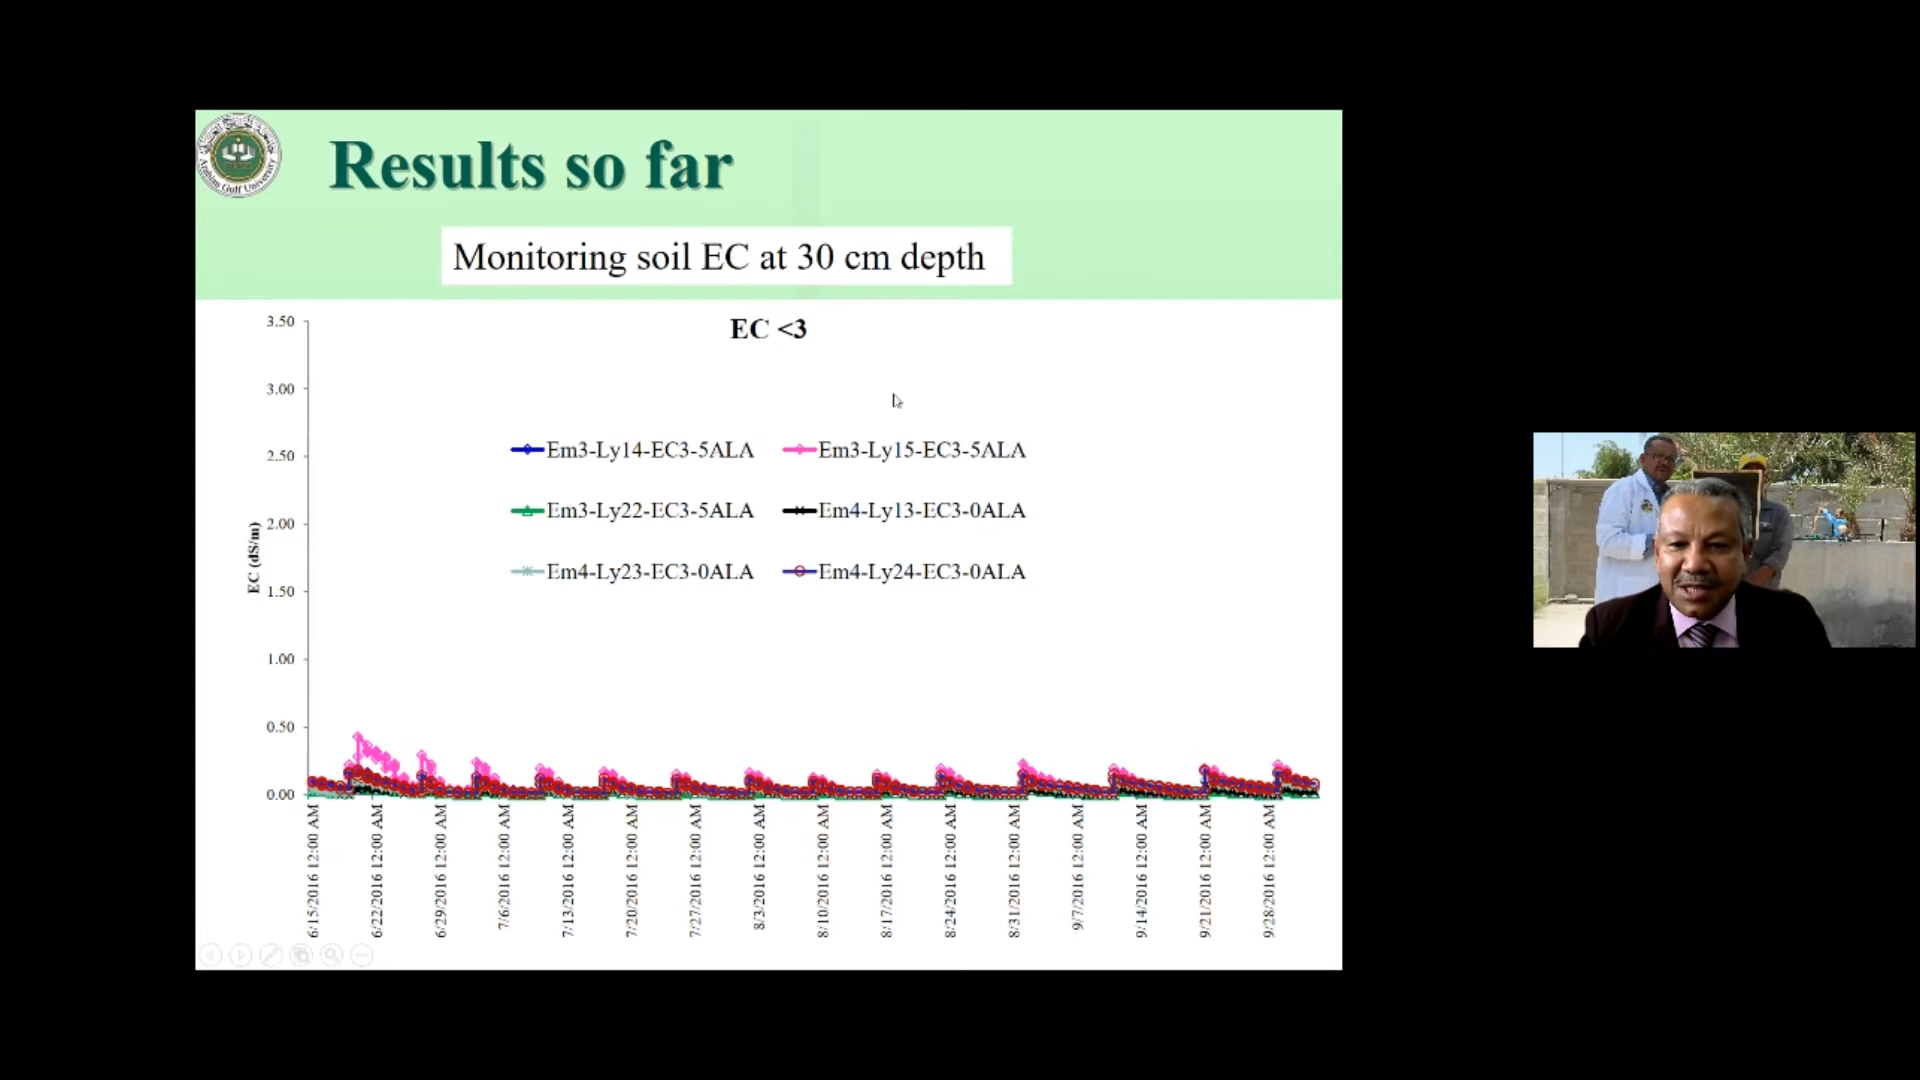 Arabian Gulf University
Results so far
Monitoring soil EC at 30 cm depth
EC <3
3.50
3.00
2.50
2.00
1.50
1.00
0.50
0.00
EC (dS/m)
Em3-Ly14-EC3-5ALA
Em3-Ly15-EC3-5ALA
Em3-Ly22-EC3-5ALA
Em4-Ly13-EC3-0ALA
Em4-Ly23-EC3-0ALA
Em4-Ly24-EC3-0ALA
6/15/2016 12:00 AM
6/22/2016 12:00 AM
6/29/2016 12:00 AM
7/6/2016 12:00 AM
7/13/2016 12:00 AM
7/20/2016 12:00 AM
7/27/2016 12:00 AM
8/3/2016 12:00 AM
8/10/2016 12:00 AM
8/17/2016 12:00 AM
8/24/2016 12:00 AM
8/31/2016 12:00 AM
9/7/2016 12:00 AM
9/14/2016 12:00 AM
9/21/2016 12:00 AM
9/28/2016 12:00 AM